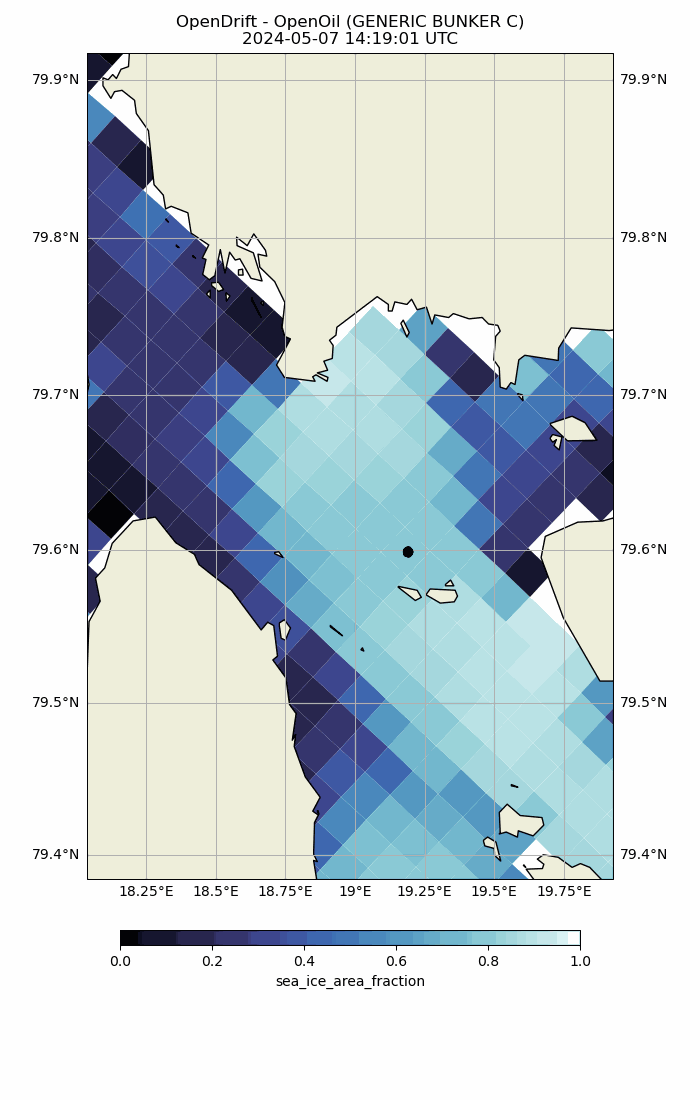 OpenDrift - OpenOil (GENERIC BUNKER C)
2024-05-07 14:19:01 UTC
79.9°N 79.9°N
79.8°N 79.8°N
79.7°N 79.7°N
79.6°N 79.6°N
79.5°N 79.5°N
79.4°N 79.4°N
18.25°E 18.5°E 18.75°E 19°E 19.25°E 19.5°E 19.75°E
0.0 0.2 0.4 0.6 0.8 1.0
sea_ice_area_fraction